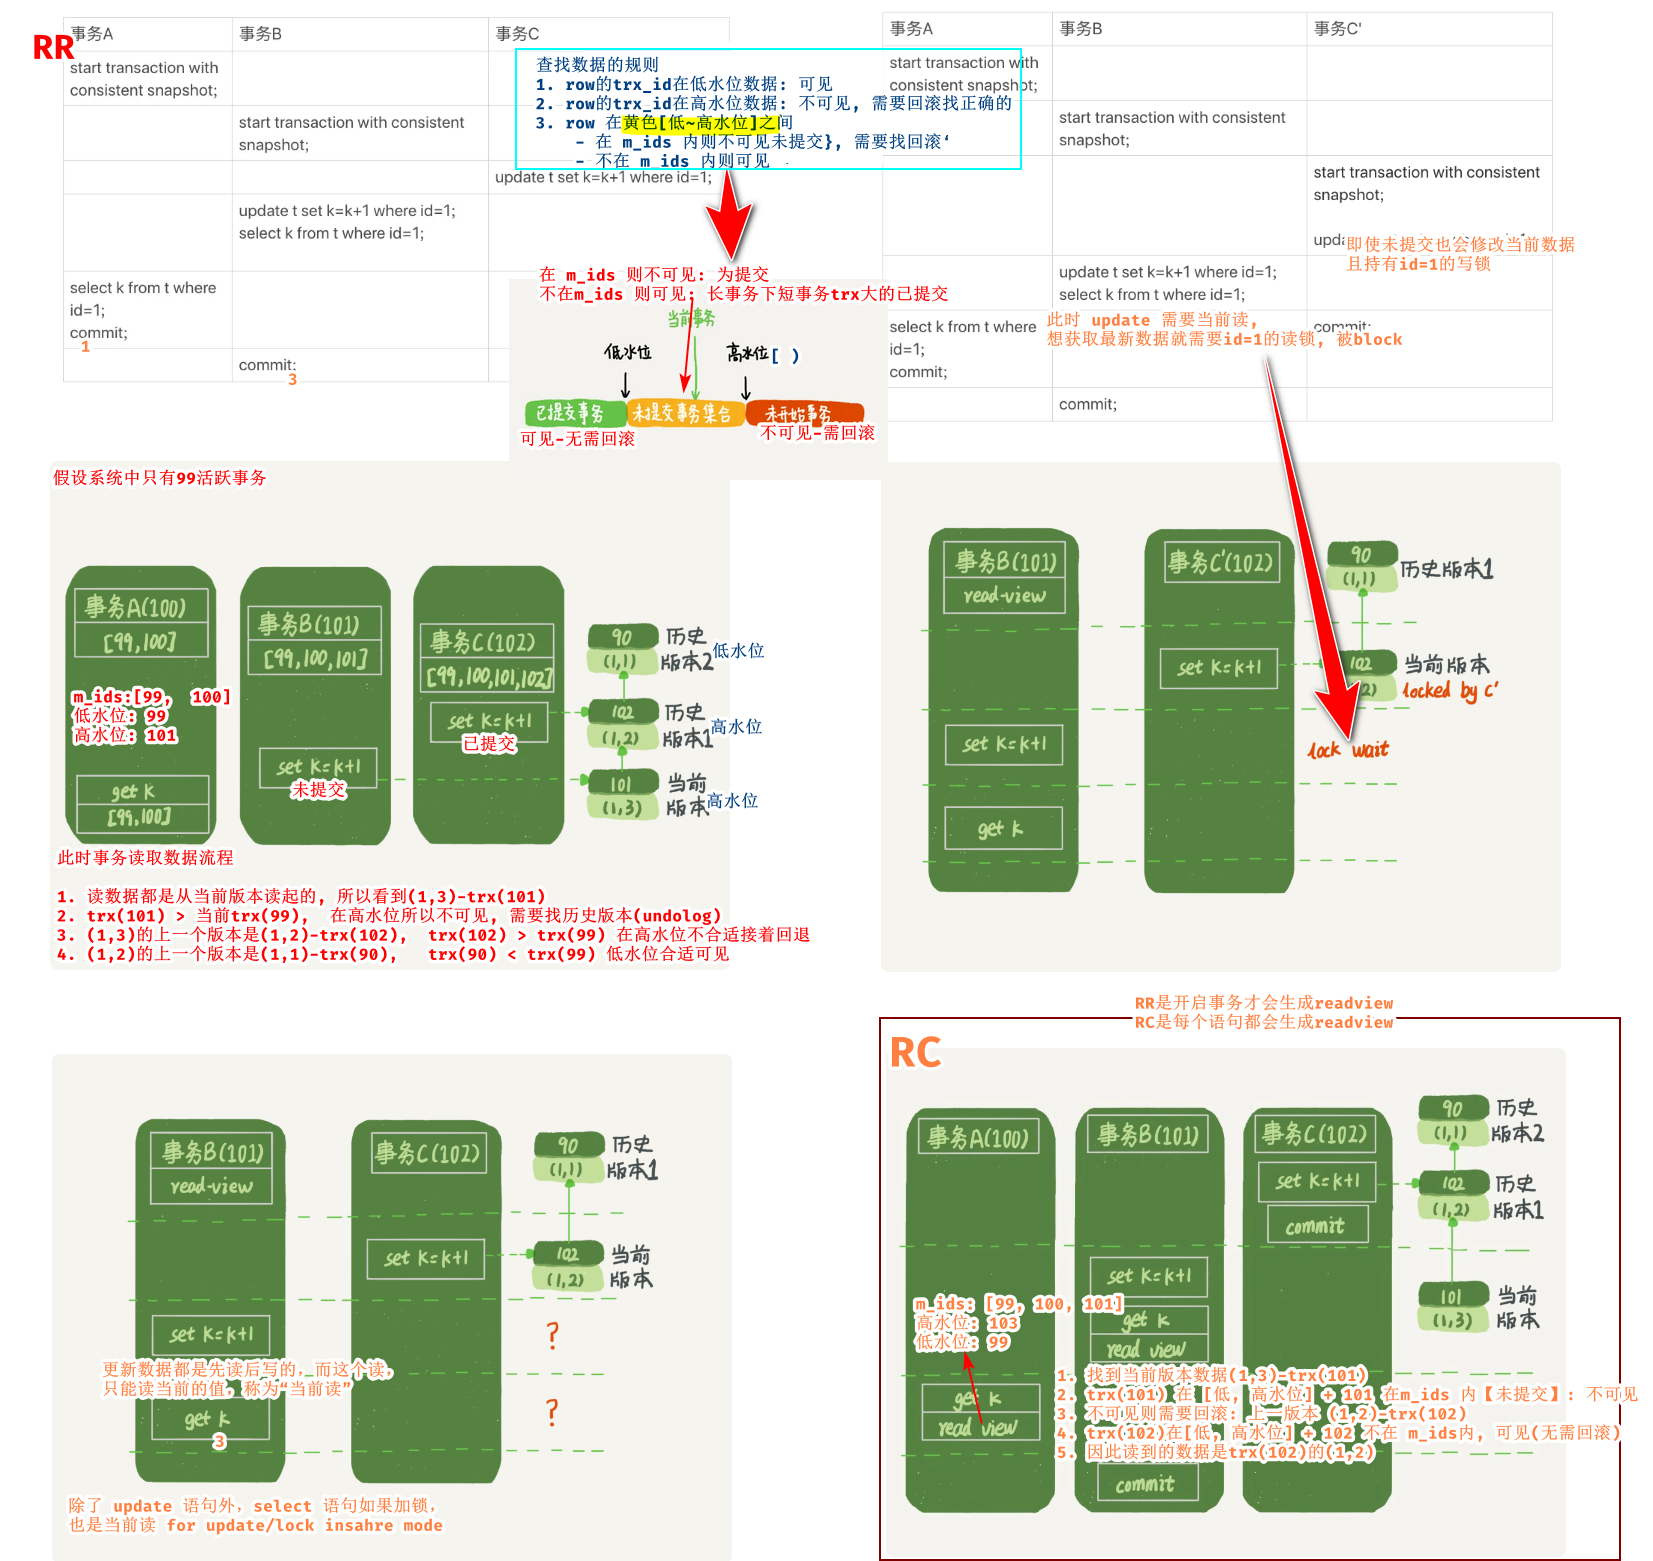 RR
事务A
事务B
事务C
start transaction with
consistent snapshot;
start transaction with consistent
snapshot;
update t set k=k+1 where id=1;
update t set k=k+1 where id=1;
select k from t where id=1;
select k from t where
id=1;
commit;
1
commit;
3
查找数据的规则
1. row的trx_id在低水位数据: 可见
2. row的trx_id在高水位数据: 不可见, 需要回滚找正确的
3. row 在黄色[低~高水位]之间
- 在 m_ids 内则不可见未提交}, 需要找回滚‘
- 不在 m_ids 内则可见
在 m_ids 则不可见: 为提交
不在m_ids 则可见: 长事务下短事务trx大的已提交
当前事务
低水位
高水位[ )
已提交事务
未提交事务集合
未开始事务
可见-无需回滚
不可见-需回滚
事务A
事务B
事务C'
start transaction with
consistent snapshot;
start transaction with consistent
snapshot;
start transaction with consistent
snapshot;
即使未提交也会修改当前数据
且持有id=1的写锁
update t set k=k+1 where id=1;
select k from t where id=1;
此时 update 需要当前读,
想获取最新数据就需要id=1的读锁, 被block
select k from t where
id=1;
commit;
commit;
commit;
假设系统中只有99活跃事务
事务A(100)
[99,100]
m_ids:[99, 100]
低水位: 99
高水位: 101
get k
[99,100]
事务B(101)
[99,100,101]
set k=k+1
未提交
事务C(102)
[99,100,101,102]
set k=k+1
已提交
90
(1,1)
历史
版本2
低水位
102
(1,2)
历史
版本1
高水位
101
(1,3)
当前
版本
高水位
此时事务读取数据流程
1. 读数据都是从当前版本读起的, 所以看到(1,3)-trx(101)
2. trx(101) > 当前trx(99), 在高水位所以不可见, 需要找历史版本(undolog)
3. (1,3)的上一个版本是(1,2)-trx(102), trx(102) > trx(99) 在高水位不合适接着回退
4. (1,2)的上一个版本是(1,1)-trx(90), trx(90) < trx(99) 低水位合适可见
事务B(101)
read-view
set k=k+1
get k
事务C'(102)
set k=k+1
90
(1,1)
历史版本1
102
当前版本
locked by c'
lock wait
事务B(101)
read-view
set k=k+1
更新数据都是先读后写的, 而这个读,
只能读当前的值, 称为“当前读”
get k
3
事务C(102)
set k=k+1
90
(1,1)
历史
版本1
102
(1,2)
当前
版本
?
?
除了 update 语句外, select 语句如果加锁,
也是当前读 for update/lock insahre mode
RR是开启事务才会生成readview
RC是每个语句都会生成readview
RC
事务A(100)
m_ids: [99, 100, 101]
高水位: 103
低水位: 99
get k
read view
事务B(101)
set k=k+1
get k
read view
commit
事务C(102)
set k=k+1
commit
90
(1,1)
历史
版本2
102
(1,2)
历史
版本1
101
(1,3)
当前
版本
1. 找到当前版本数据(1,3)-trx(101)
2. trx(101) 在 [低, 高水位] + 101 在m_ids 内【未提交】: 不可见
3. 不可见则需要回滚: 上一版本 (1,2)-trx(102)
4. trx(102)在[低, 高水位] + 102 不在 m_ids内, 可见(无需回滚)
5. 因此读到的数据是trx(102)的(1,2)